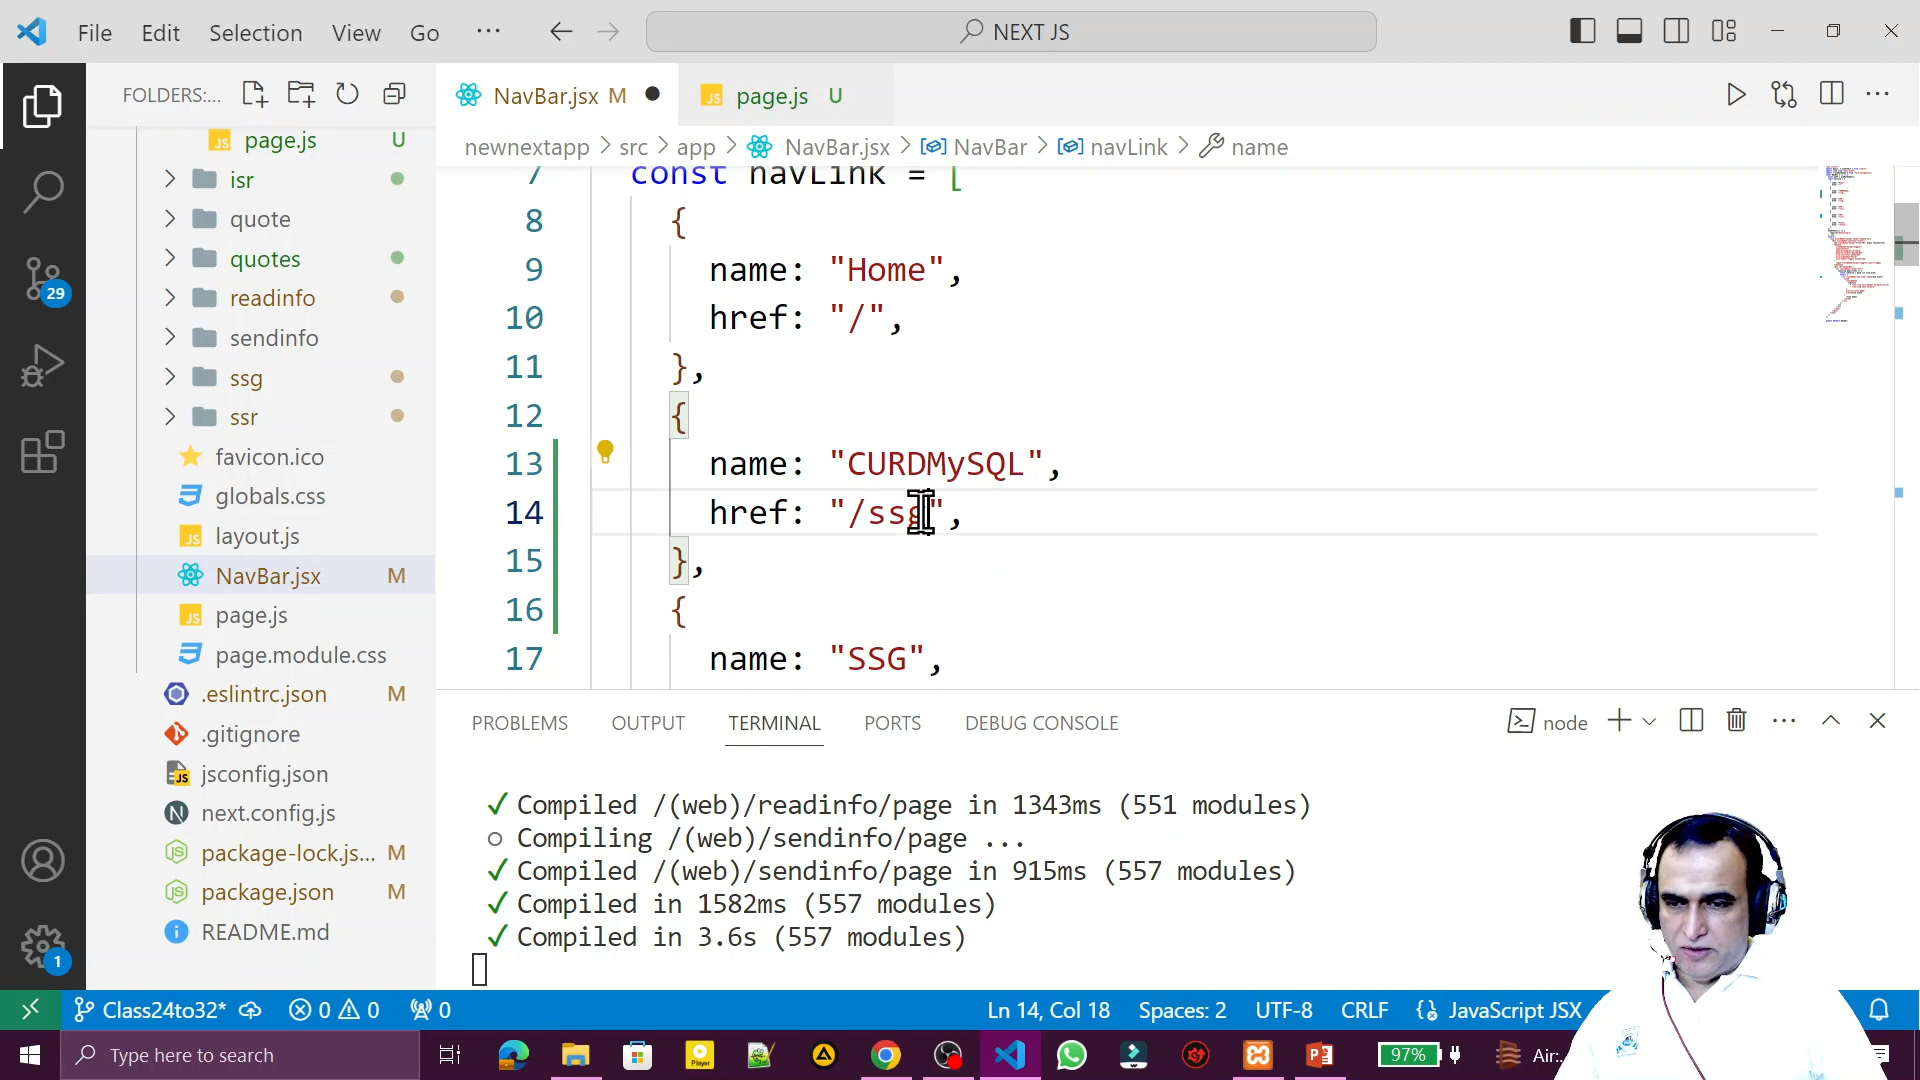 File Edit Selection View Go ... NEXT JS
FOLDERS:...
NavBar.jsx M page.js U
newnextapp > src > app > NavBar.jsx > NavBar > navLink > name
page.js U
isr
quote
quotes
readinfo
sendinfo
ssg
ssr
favicon.ico
globals.css
layout.js
NavBar.jsx M
page.js
page.module.css
.eslintrc.json M
.gitignore
jsconfig.json
next.config.js
package-lock.js... M
package.json M
README.md
29
1
7 const navLink = [
8 {
9 name: "Home",
10 href: "/",
11 },
12 {
13 name: "CURDMySQL",
14 href: "/ssg",
15 },
16 {
17 name: "SSG",
PROBLEMS OUTPUT TERMINAL PORTS DEBUG CONSOLE node
✓ Compiled /(web)/readinfo/page in 1343ms (551 modules)
○ Compiling /(web)/sendinfo/page ...
✓ Compiled /(web)/sendinfo/page in 915ms (557 modules)
✓ Compiled in 1582ms (557 modules)
✓ Compiled in 3.6s (557 modules)
Class24to32* 0 0 0 Ln 14, Col 18 Spaces: 2 UTF-8 CRLF JavaScript JSX
Type here to search 97% Air:..